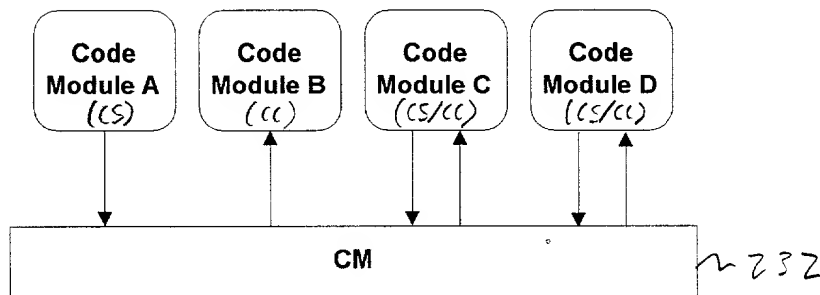 Code
Module A
(CS)
Code
Module B
(CC)
Code
Module C
(CS/CC)
Code
Module D
(CS/CC)
CM
232